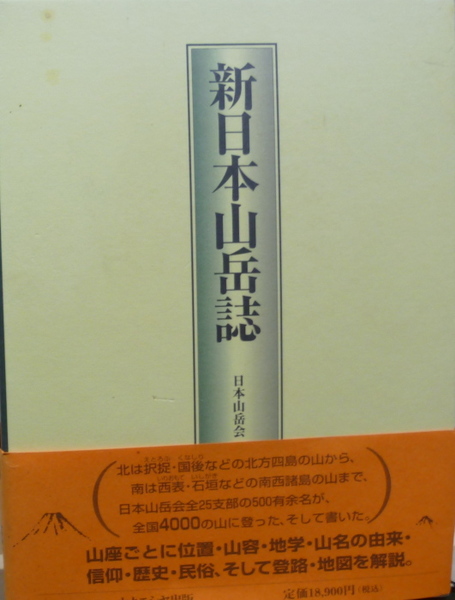 新日本山岳誌
日本山岳会
北は択捉・国後などの北方四島の山から、
南は西表・石垣などの南西諸島の山まで、
日本山岳会全25支部の500有余名が、
全国4000の山に登った、そして書いた。
山座ごとに位置・山容・地学・山名の由来・
信仰・歴史・民俗、そして登路・地図を解説。
定価18,900円（税込）